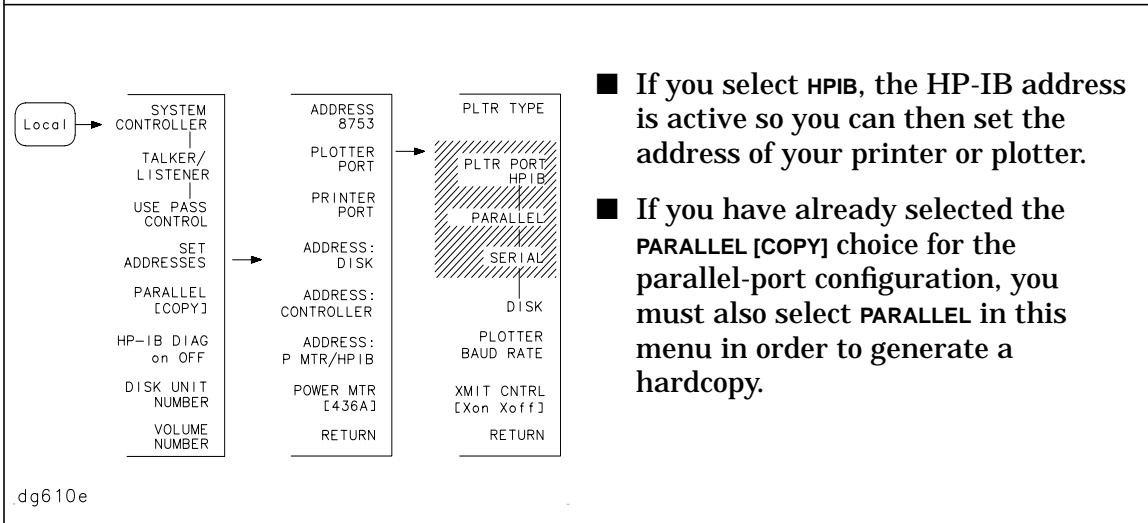 Local
SYSTEM
CONTROLLER
TALKER/
LISTENER
USE PASS
CONTROL
SET
ADDRESSES
PARALLEL
[COPY]
HP-IB DIAG
on OFF
DISK UNIT
NUMBER
VOLUME
NUMBER
ADDRESS
8753
PLOTTER
PORT
PRINTER
PORT
ADDRESS:
DISK
ADDRESS:
CONTROLLER
ADDRESS:
P MTR/HPIB
POWER MTR
[436A]
RETURN
PLTR TYPE
PLTR PORT
HPIB
PARALLEL
SERIAL
DISK
PLOTTER
BAUD RATE
XMIT CNTRL
[Xon Xoff]
RETURN
dg610e
■ If you select HPIB, the HP-IB address
is active so you can then set the
address of your printer or plotter.
■ If you have already selected the
PARALLEL [COPY] choice for the
parallel-port configuration, you
must also select PARALLEL in this
menu in order to generate a
hardcopy.